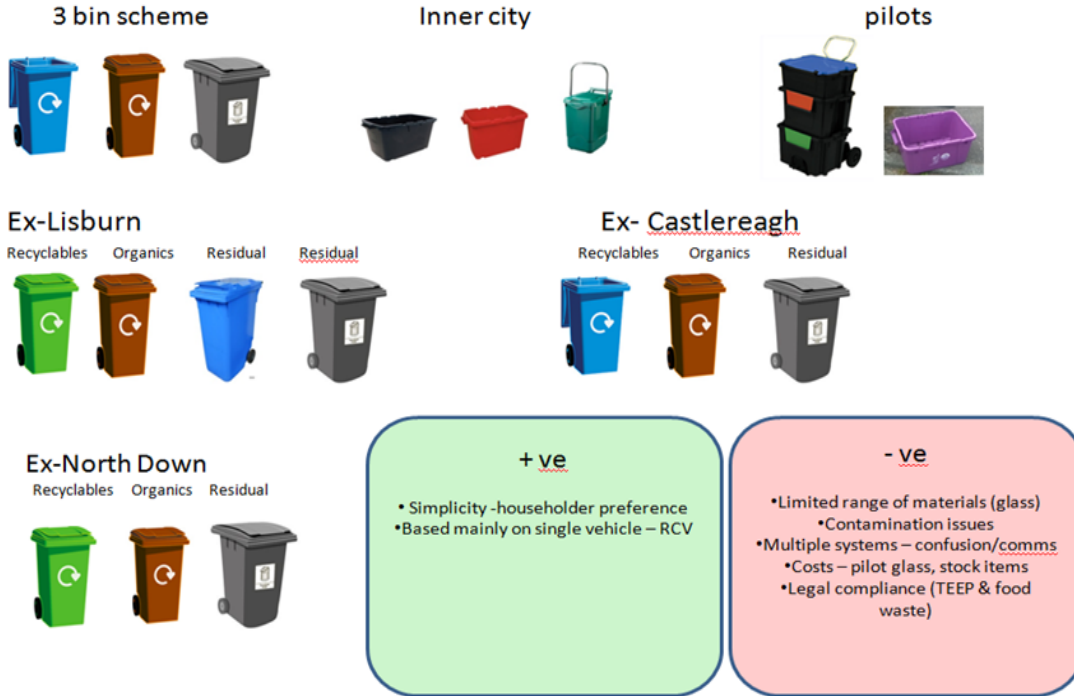 3 bin scheme
Inner city
pilots
Ex-Lisburn
Recyclables Organics Residual Residual
Ex- Castlereagh
Recyclables Organics Residual
Ex-North Down
Recyclables Organics Residual
+ ve
• Simplicity -householder preference
• Based mainly on single vehicle – RCV
- ve
• Limited range of materials (glass)
• Contamination issues
• Multiple systems – confusion/comms
• Costs – pilot glass, stock items
• Legal compliance (TEEP & food
waste)